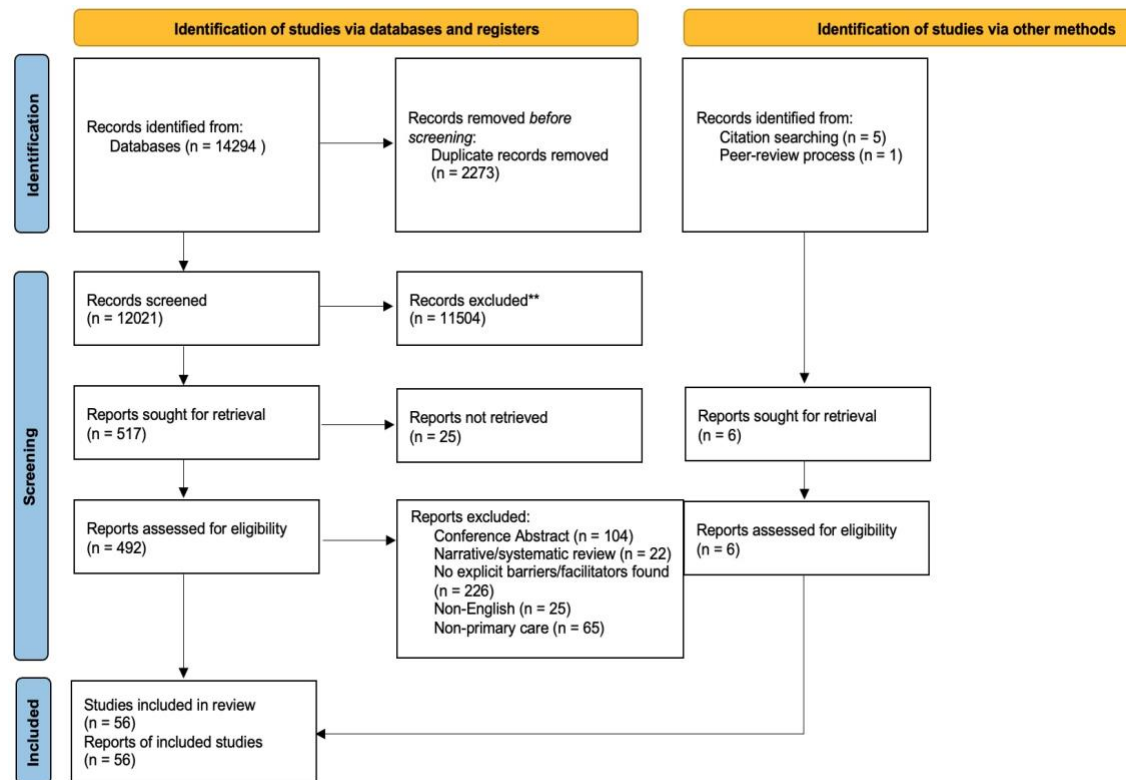 Identification of studies via databases and registers
Identification of studies via other methods
Identification
Records identified from:
Databases (n = 14294 )
Records removed before
screening:
Duplicate records removed
(n = 2273)
Records identified from:
Citation searching (n = 5)
Peer-review process (n = 1)
Screening
Records screened
(n = 12021)
Records excluded**
(n = 11504)
Reports sought for retrieval
(n = 517)
Reports not retrieved
(n = 25)
Reports sought for retrieval
(n = 6)
Reports assessed for eligibility
(n = 492)
Reports excluded:
Conference Abstract (n = 104)
Narrative/systematic review (n = 22)
No explicit barriers/facilitators found
(n = 226)
Non-English (n = 25)
Non-primary care (n = 65)
Reports assessed for eligibility
(n = 6)
Included
Studies included in review
(n = 56)
Reports of included studies
(n = 56)